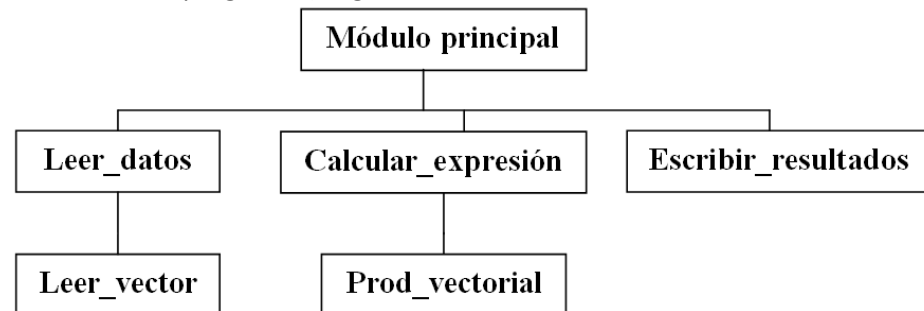 Módulo principal
Leer_datos
Calcular_expresión
Escribir_resultados
Leer_vector
Prod_vectorial